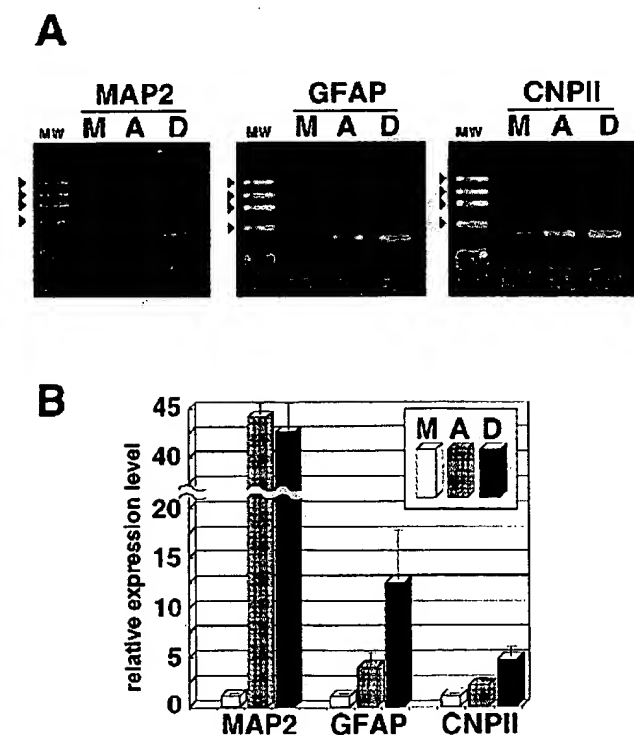 A
MAP2 GFAP CNPII
MW M A D MW M A D MW M A D
B
M A D
45
40
20
15
10
5
0
relative expression level
MAP2 GFAP CNPII